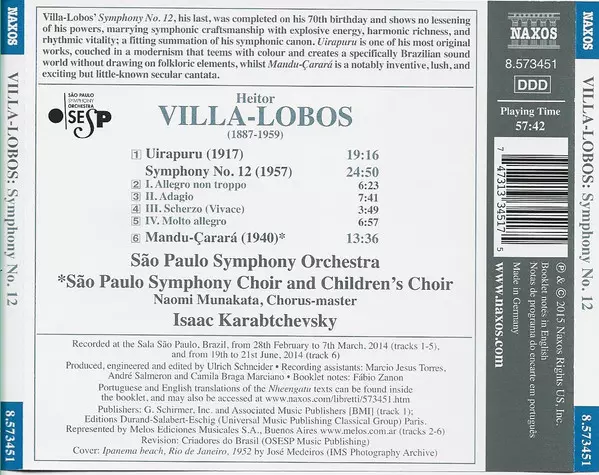 Villa-Lobos' Symphony No. 12, his last, was completed on his 70th birthday and shows no lessening
of his powers, marrying symphonic craftsmanship with explosive energy, harmonic richness, and
rhythmic vitality; a fitting summation of his symphonic canon. Uirapuru is one of his most original
works, couched in a modernism that teems with colour and creates a specifically Brazilian sound
world without drawing on folkloric elements, whilst Mandu-Çarará is a notably inventive, lush, and
exciting but little-known secular cantata.
SÃO PAULO
SYMPHONY
ORCHESTRA
OSESP
Heitor
VILLA-LOBOS
(1887-1959)
1 Uirapuru (1917) 19:16
Symphony No. 12 (1957) 24:50
2 I. Allegro non troppo 6:23
3 II. Adagio 7:41
4 III. Scherzo (Vivace) 3:49
5 IV. Molto allegro 6:57
6 Mandu-Çarará (1940)* 13:36
São Paulo Symphony Orchestra
*São Paulo Symphony Choir and Children's Choir
Naomi Munakata, Chorus-master
Isaac Karabtchevsky
Recorded at the Sala São Paulo, Brazil, from 28th February to 7th March, 2014 (tracks 1-5),
and from 19th to 21st June, 2014 (track 6)
Produced, engineered and edited by Ulrich Schneider • Recording assistants: Marcio Jesus Torres,
André Salmeron and Camila Braga Marciano • Booklet notes: Fábio Zanon
Portuguese and English translations of the Nheengatu texts can be found inside
the booklet, and may also be accessed at www.naxos.com/libretti/573451.htm
Publishers: G. Schirmer, Inc. and Associated Music Publishers [BMI] (track 1);
Editions Durand-Salabert-Eschig (Universal Music Publishing Classical Group) Paris.
Represented by Melos Ediciones Musicales S.A., Buenos Aires www.melos.com.ar (tracks 2-6)
Revision: Criadores do Brasil (OSESP Music Publishing)
Cover: Ipanema beach, Rio de Janeiro, 1952 by José Medeiros (IMS Photography Archive)
NAXOS
8.573451
DDD
Playing Time
57:42
7 47313 34517 7
℗ & © 2015 Naxos Rights US, Inc.
Booklet notes in English
Notas de programa do encarte em português
Made in Germany
www.naxos.com
NAXOS
VILLA-LOBOS: Symphony No. 12
8.573451
NAXOS
VILLA-LOBOS: Symphony No. 12
8.573451